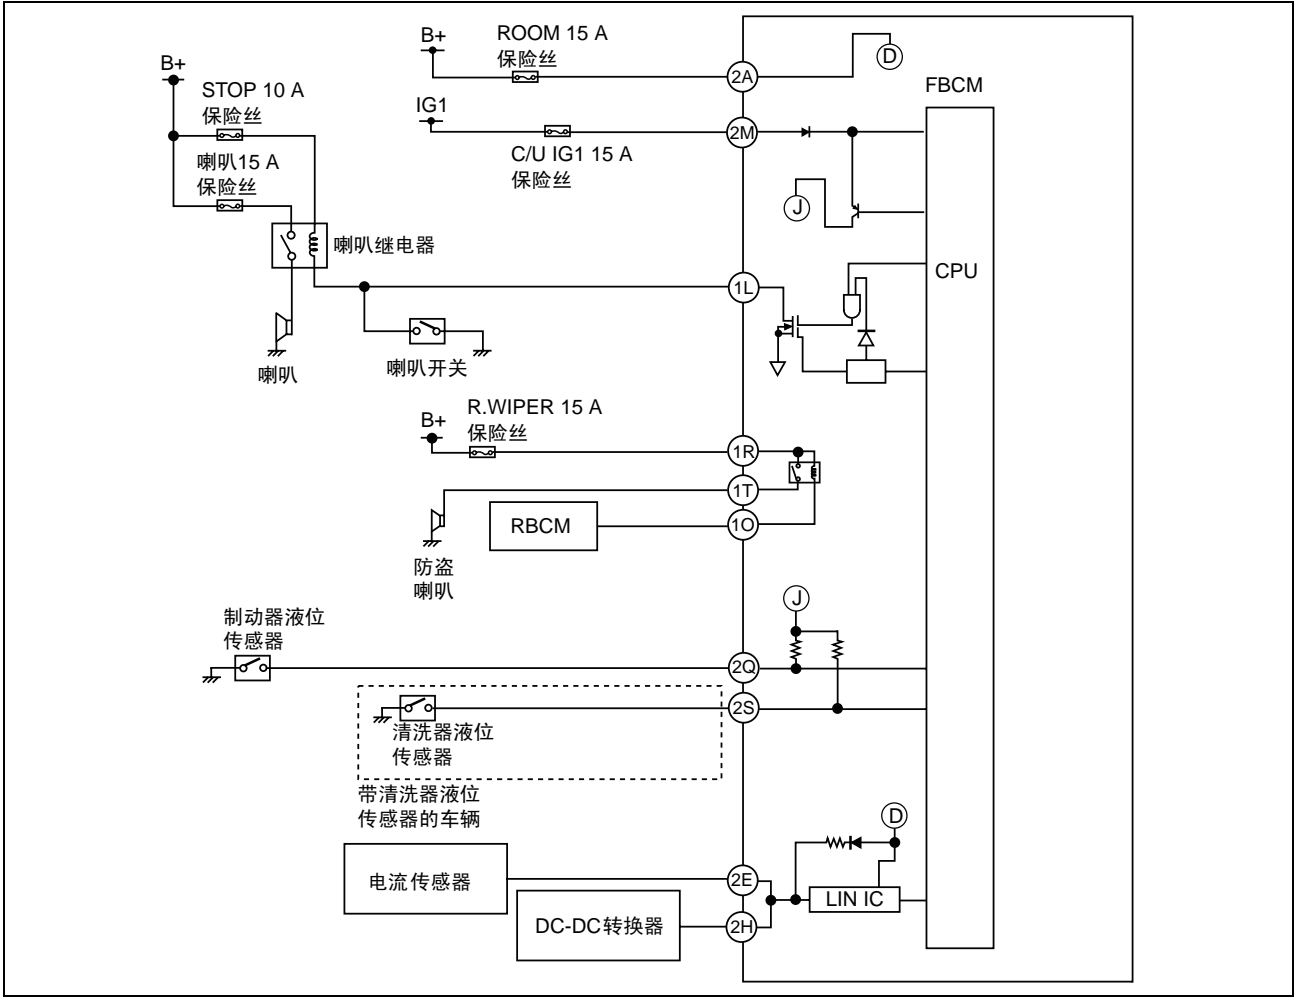 B+
STOP 10 A
保险丝
喇叭15 A
保险丝
喇叭继电器
喇叭
喇叭开关
B+
ROOM 15 A
保险丝
IG1
C/U IG1 15 A
保险丝
2A
D
FBCM
2M
J
CPU
1L
B+
R.WIPER 15 A
保险丝
1R
1T
1O
RBCM
防盗
喇叭
制动器液位
传感器
J
2Q
2S
清洗器液位
传感器
带清洗器液位
传感器的车辆
D
电流传感器
2E
LIN IC
DC-DC转换器
2H